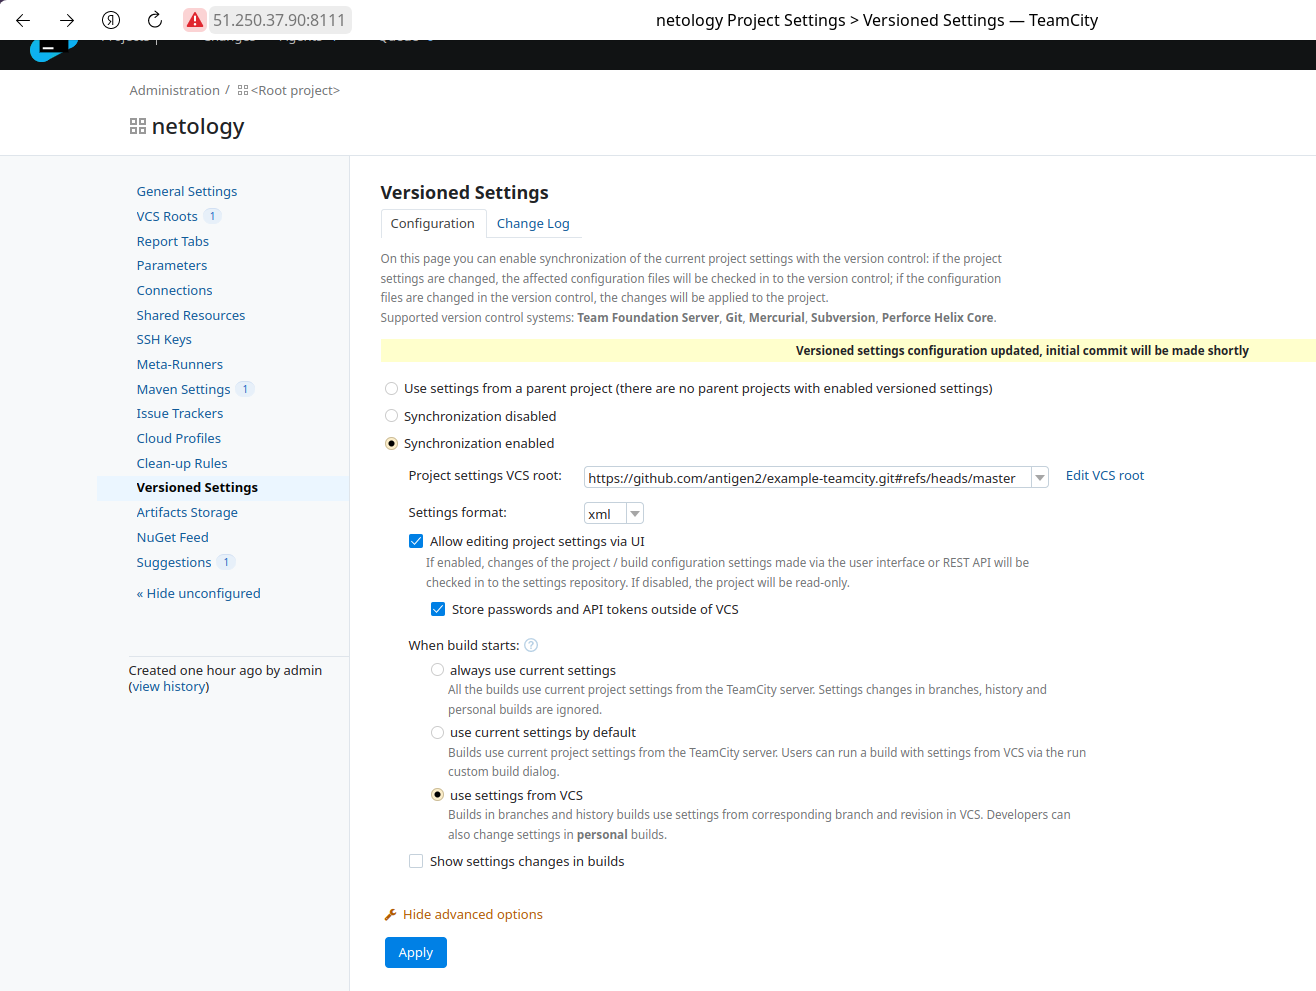 51.250.37.90:8111
netology Project Settings > Versioned Settings — TeamCity
Projects | Changes Agents Queue
Administration / <Root project>
netology
General Settings
VCS Roots 1
Report Tabs
Parameters
Connections
Shared Resources
SSH Keys
Meta-Runners
Maven Settings 1
Issue Trackers
Cloud Profiles
Clean-up Rules
Versioned Settings
Artifacts Storage
NuGet Feed
Suggestions 1
« Hide unconfigured
Created one hour ago by admin
(view history)
Versioned Settings
Configuration Change Log
On this page you can enable synchronization of the current project settings with the version control: if the project
settings are changed, the affected configuration files will be checked in to the version control; if the configuration
files are changed in the version control, the changes will be applied to the project.
Supported version control systems: Team Foundation Server, Git, Mercurial, Subversion, Perforce Helix Core.
Versioned settings configuration updated, initial commit will be made shortly
Use settings from a parent project (there are no parent projects with enabled versioned settings)
Synchronization disabled
Synchronization enabled
Project settings VCS root: https://github.com/antigen2/example-teamcity.git#refs/heads/master Edit VCS root
Settings format: xml
Allow editing project settings via UI
If enabled, changes of the project / build configuration settings made via the user interface or REST API will be
checked in to the settings repository. If disabled, the project will be read-only.
Store passwords and API tokens outside of VCS
When build starts: ?
always use current settings
All the builds use current project settings from the TeamCity server. Settings changes in branches, history and
personal builds are ignored.
use current settings by default
Builds use current project settings from the TeamCity server. Users can run a build with settings from VCS via the run
custom build dialog.
use settings from VCS
Builds in branches and history builds use settings from corresponding branch and revision in VCS. Developers can
also change settings in personal builds.
Show settings changes in builds
Hide advanced options
Apply